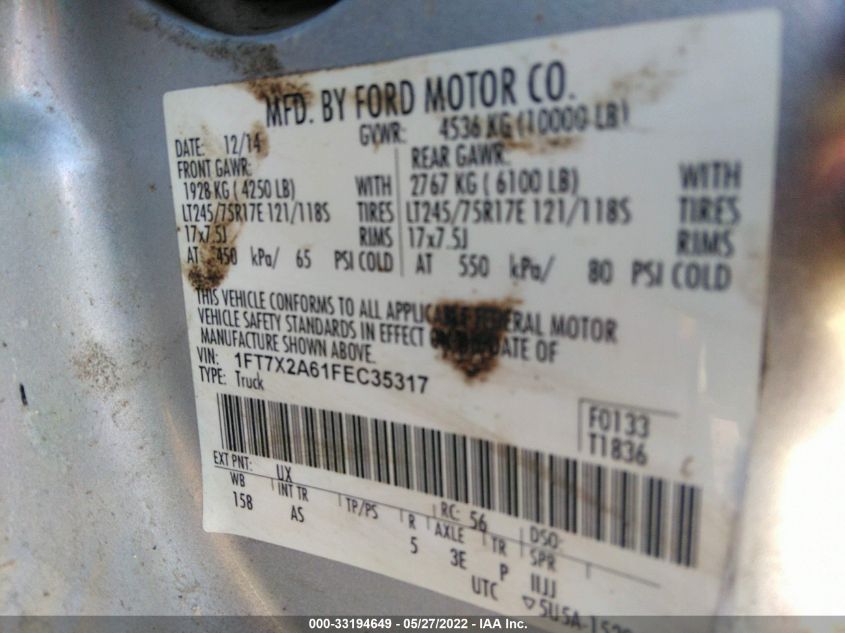 MFD. BY FORD MOTOR CO.
DATE: 12/14 GVWR: 4536 KG (10000 LB)
FRONT GAWR: REAR GAWR:
1928 KG ( 4250 LB) WITH 2767 KG ( 6100 LB) WITH
LT245/75R17E 121/118S TIRES LT245/75R17E 121/118S TIRES
17x7.5J RIMS 17x7.5J RIMS
AT 450 kPa/ 65 PSI COLD AT 550 kPa/ 80 PSI COLD
THIS VEHICLE CONFORMS TO ALL APPLICABLE FEDERAL MOTOR
VEHICLE SAFETY STANDARDS IN EFFECT ON DATE OF
MANUFACTURE SHOWN ABOVE.
VIN: 1FT7X2A61FEC35317
TYPE: Truck
F0133
T1836 C
EXT PNT: UX RC: 56 DSO:
WB INT TR TP/PS R AXLE TR SPR
158 AS 5 3E P IIJJ
UTC
000-33194649 / 05/27/2022 / IAA Inc.